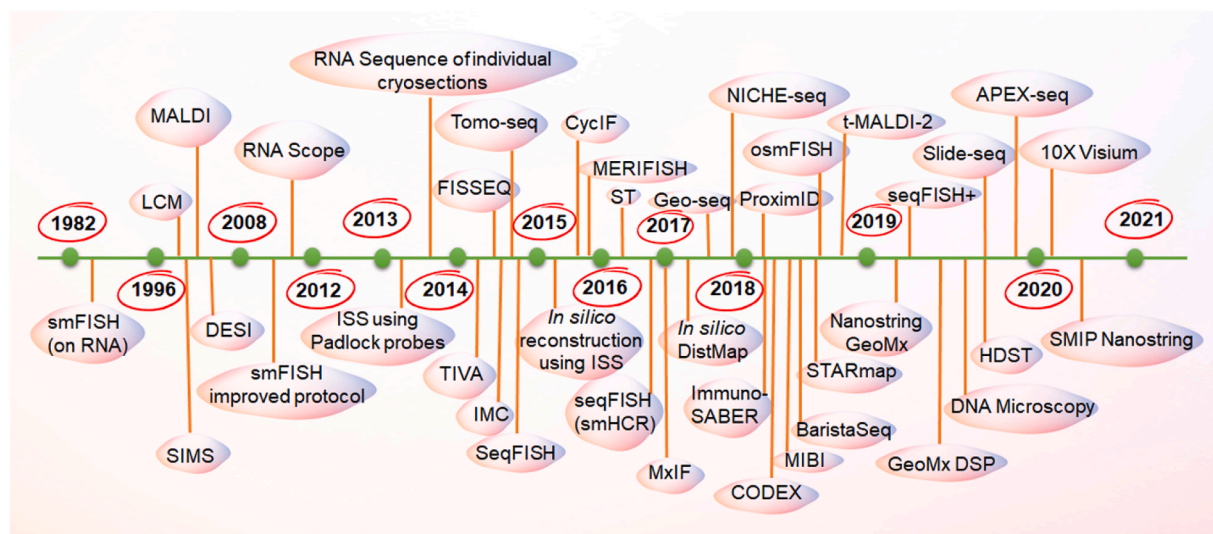 RNA Sequence of individual
cryosections
MALDI
Tomo-seq
CycIF
NICHE-seq
APEX-seq
RNA Scope
osmFISH
t-MALDI-2
Slide-seq
10X Visium
LCM
FISSEQ
MERIFISH
ST
Geo-seq
ProximID
seqFISH+
1982
2008
2013
2015
2017
2019
2021
1996
2012
2014
2016
2018
2020
smFISH
(on RNA)
DESI
ISS using
Padlock probes
In silico
reconstruction
using ISS
In silico
DistMap
Nanostring
GeoMx
SMIP Nanostring
smFISH
improved protocol
TIVA
IMC
seqFISH
(smHCR)
Immuno-
SABER
STARmap
HDST
DNA Microscopy
SIMS
SeqFISH
MxIF
CODEX
MIBI
BaristaSeq
GeoMx DSP